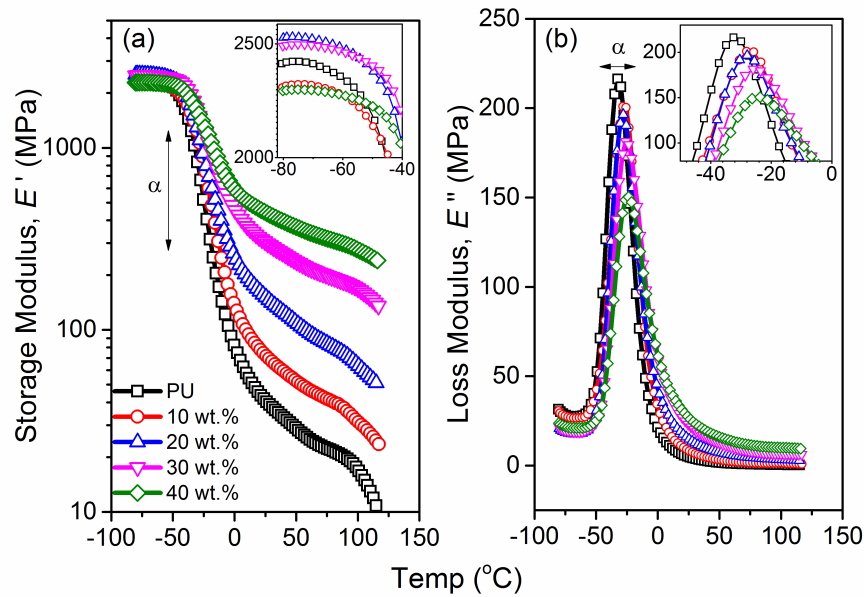 (a)
α
Storage Modulus, E ' (MPa)
1000
100
10
-100 -50 0 50 100 150
PU
10 wt.%
20 wt.%
30 wt.%
40 wt.%
2500
2000
-80 -60 -40
(b)
α
Loss Modulus, E " (MPa)
250
200
150
100
50
0
-100 -50 0 50 100 150
200
150
100
-40 -20 0
Temp (°C)